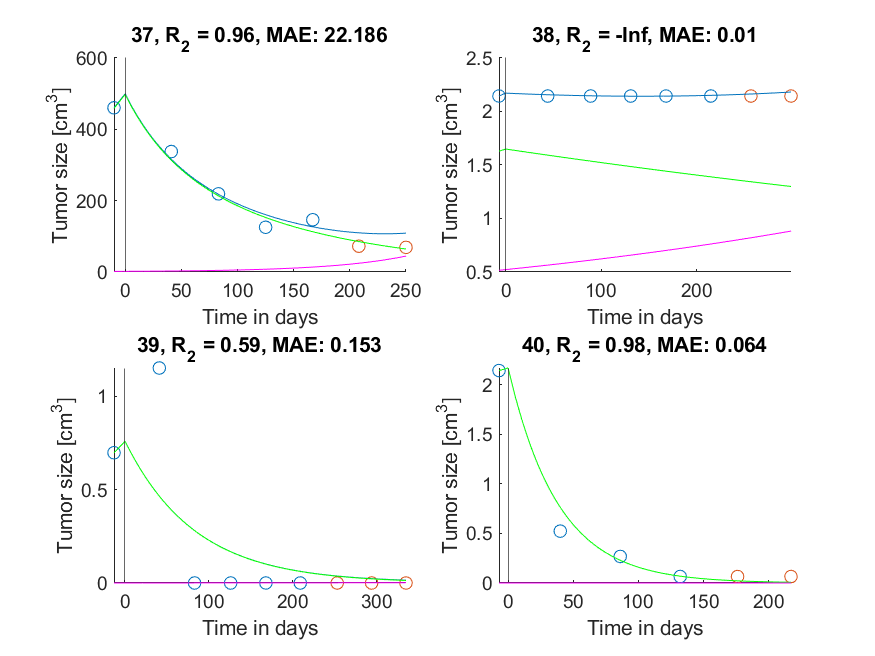 37, R2 = 0.96, MAE: 22.186
Tumor size [cm3]
600
400
200
0
0 50 100 150 200 250
Time in days
38, R2 = -Inf, MAE: 0.01
Tumor size [cm3]
2.5
2
1.5
1
0.5
0 100 200
Time in days
39, R2 = 0.59, MAE: 0.153
Tumor size [cm3]
1
0.5
0
0 100 200 300
Time in days
40, R2 = 0.98, MAE: 0.064
Tumor size [cm3]
2
1.5
1
0.5
0
0 50 100 150 200
Time in days